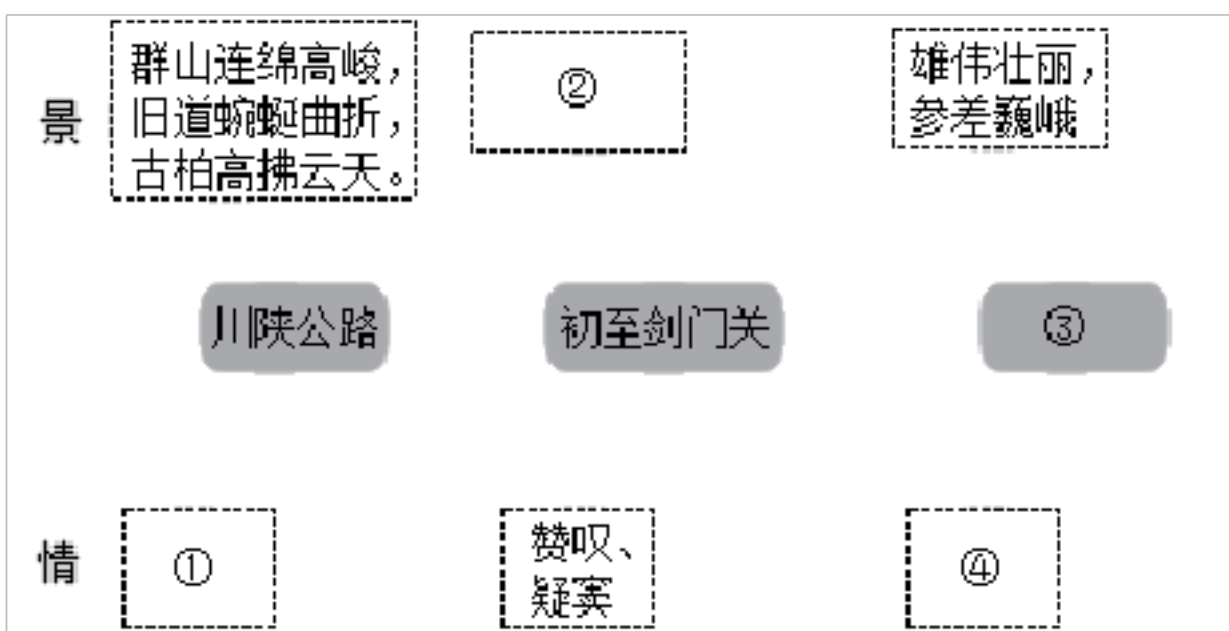 景
群山连绵高峻，
旧道蜿蜒曲折，
古柏高拂云天。
②
雄伟壮丽，
参差巍峨
川陕公路
初至剑门关
③
情
①
赞叹、
疑窦
④